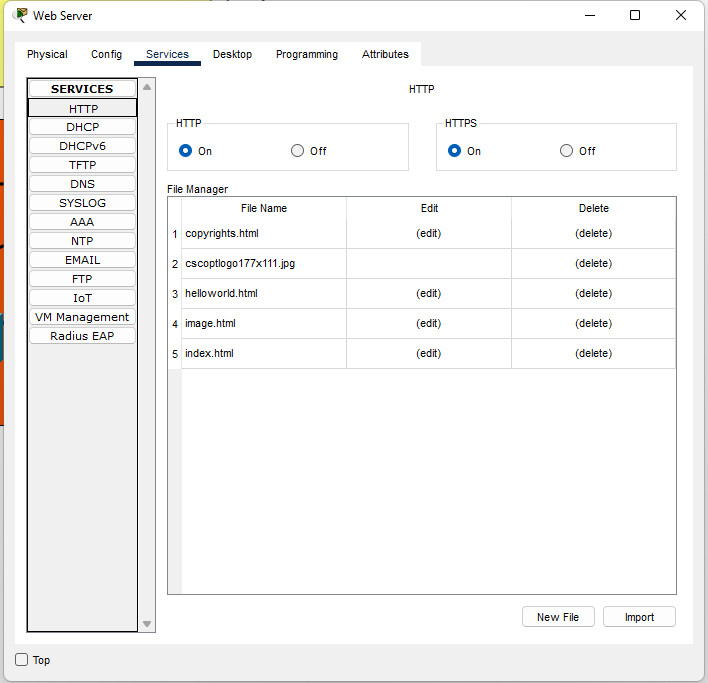 Web Server
Physical Config Services Desktop Programming Attributes
SERVICES
HTTP
DHCP
DHCPv6
TFTP
DNS
SYSLOG
AAA
NTP
EMAIL
FTP
IoT
VM Management
Radius EAP
HTTP
HTTP
On Off
HTTPS
On Off
File Manager
File Name Edit Delete
1 copyrights.html (edit) (delete)
2 cscoptlogo177x111.jpg (delete)
3 helloworld.html (edit) (delete)
4 image.html (edit) (delete)
5 index.html (edit) (delete)
New File Import
Top